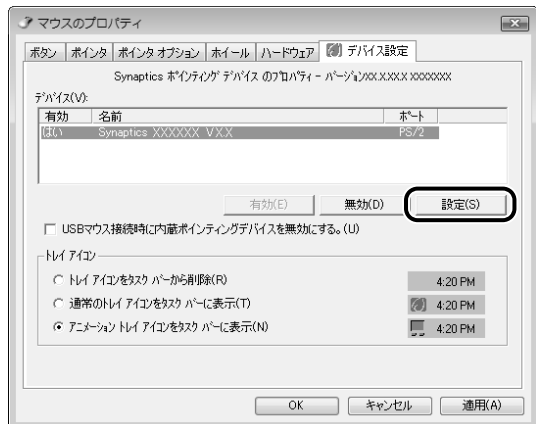 マウスのプロパティ
ボタン ポインタ ポインタ オプション ホイール ハードウェア デバイス設定
Synaptics ポインティング デバイス のプロパティ - バージョンXX.X.XX.X XXXXXXX
デバイス(V):
有効 名前 ポート
はい Synaptics XXXXXX VX.X PS/2
有効(E) 無効(D) 設定(S)
USBマウス接続時に内蔵ポインティングデバイスを無効にする。(U)
トレイ アイコン
トレイ アイコンをタスク バーから削除(R) 4:20 PM
通常のトレイ アイコンをタスク バーに表示(T) 4:20 PM
アニメーション トレイ アイコンをタスク バーに表示(N) 4:20 PM
OK キャンセル 適用(A)